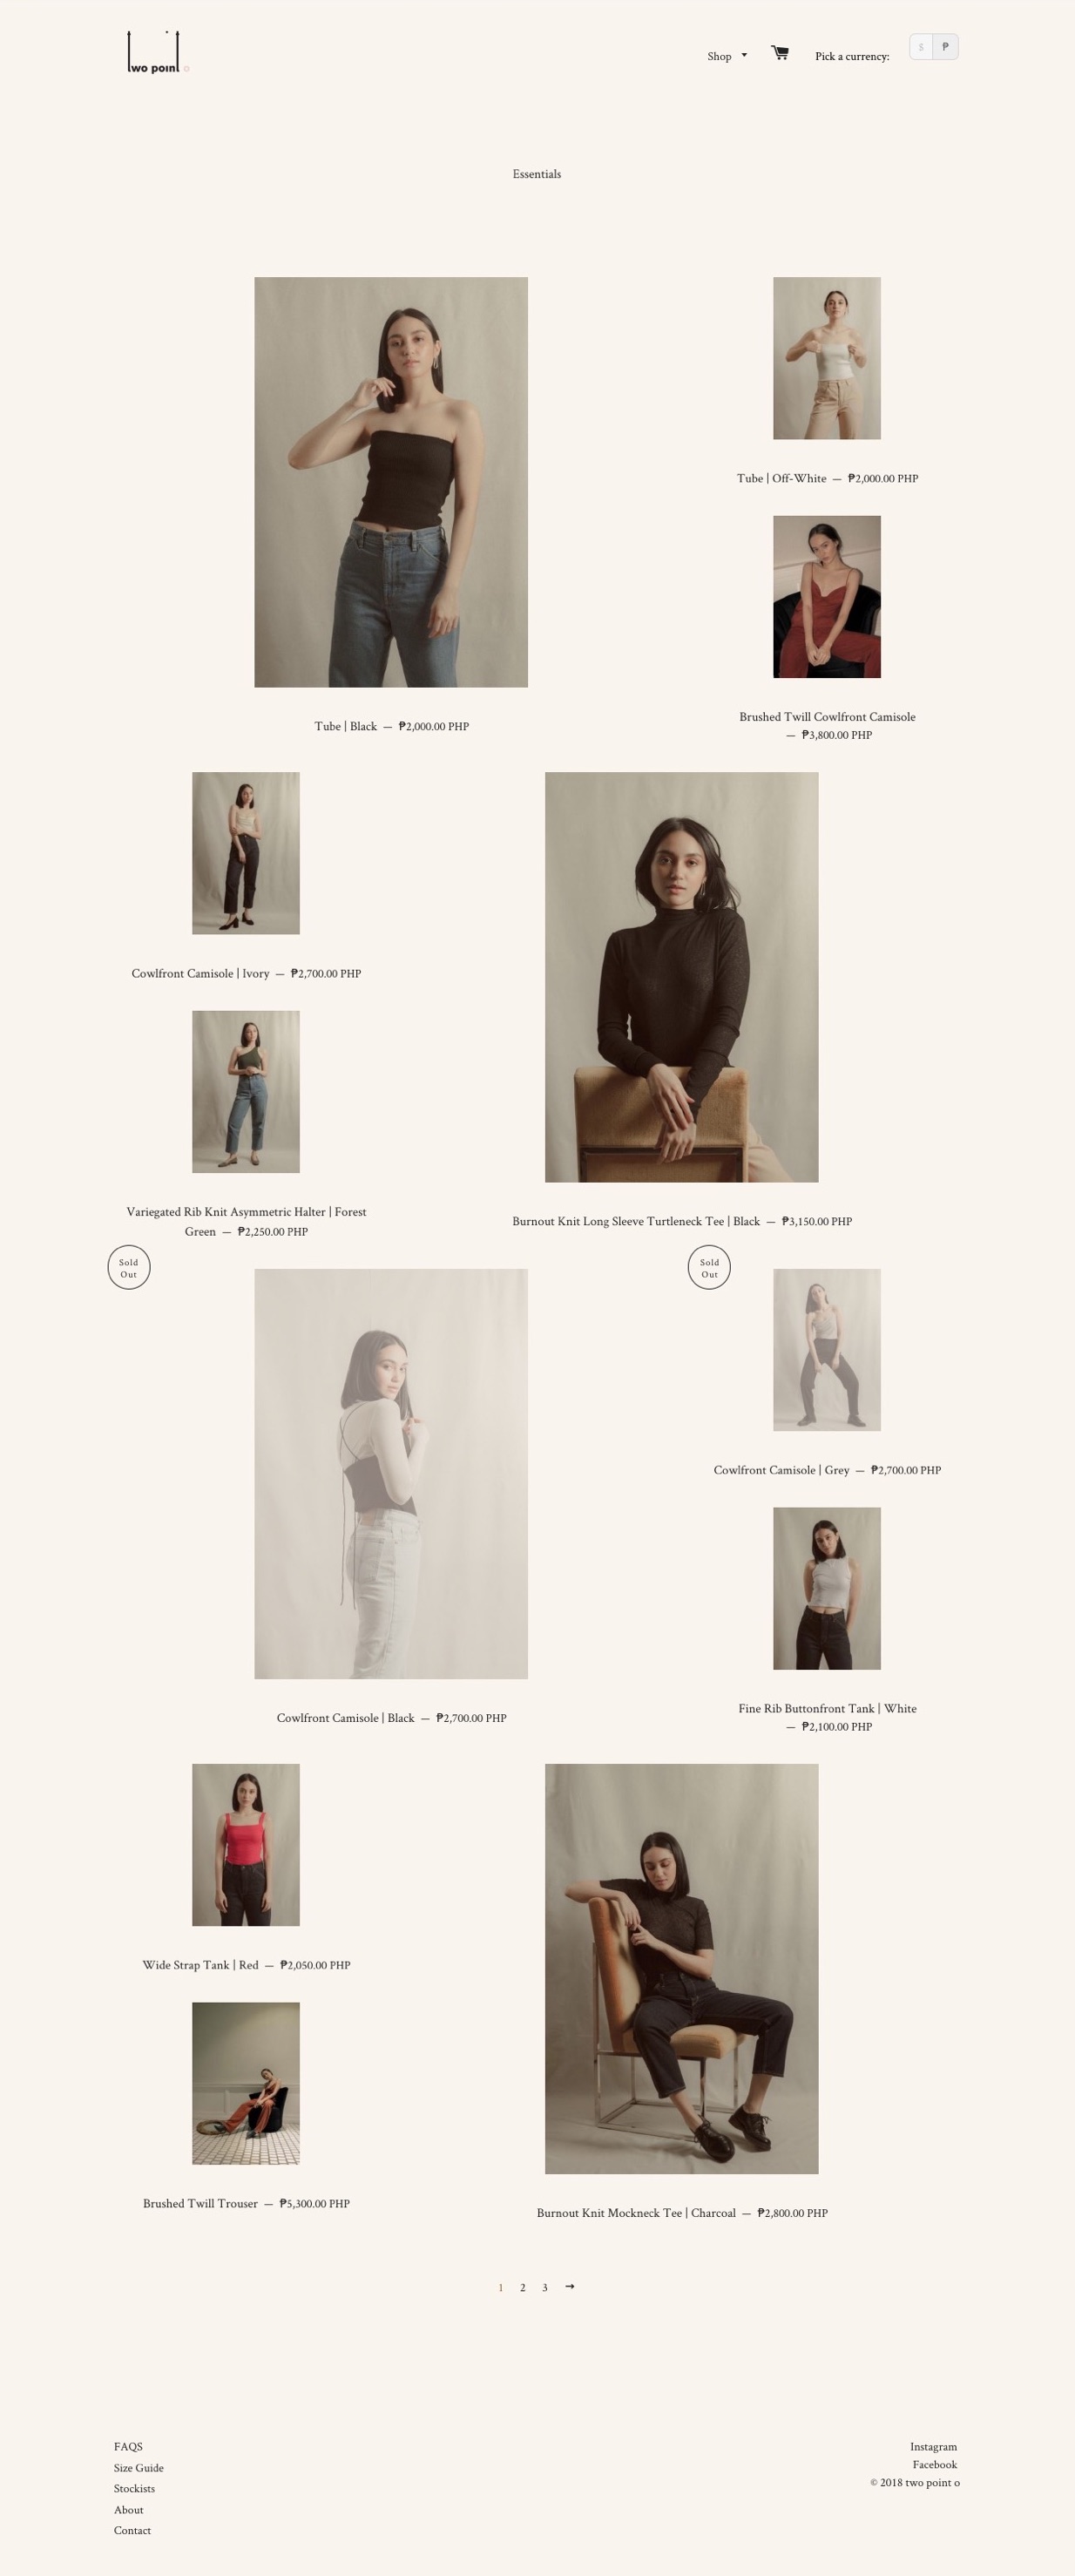 two point o
Shop
Pick a currency:
$ ₱
Essentials
Tube | Off-White — ₱2,000.00 PHP
Tube | Black — ₱2,000.00 PHP
Brushed Twill Cowlfront Camisole
— ₱3,800.00 PHP
Cowlfront Camisole | Ivory — ₱2,700.00 PHP
Variegated Rib Knit Asymmetric Halter | Forest
Green — ₱2,250.00 PHP
Burnout Knit Long Sleeve Turtleneck Tee | Black — ₱3,150.00 PHP
Sold
Out
Sold
Out
Cowlfront Camisole | Grey — ₱2,700.00 PHP
Cowlfront Camisole | Black — ₱2,700.00 PHP
Fine Rib Buttonfront Tank | White
— ₱2,100.00 PHP
Wide Strap Tank | Red — ₱2,050.00 PHP
Brushed Twill Trouser — ₱5,300.00 PHP
Burnout Knit Mockneck Tee | Charcoal — ₱2,800.00 PHP
1 2 3 →
FAQS
Size Guide
Stockists
About
Contact
Instagram
Facebook
© 2018 two point o